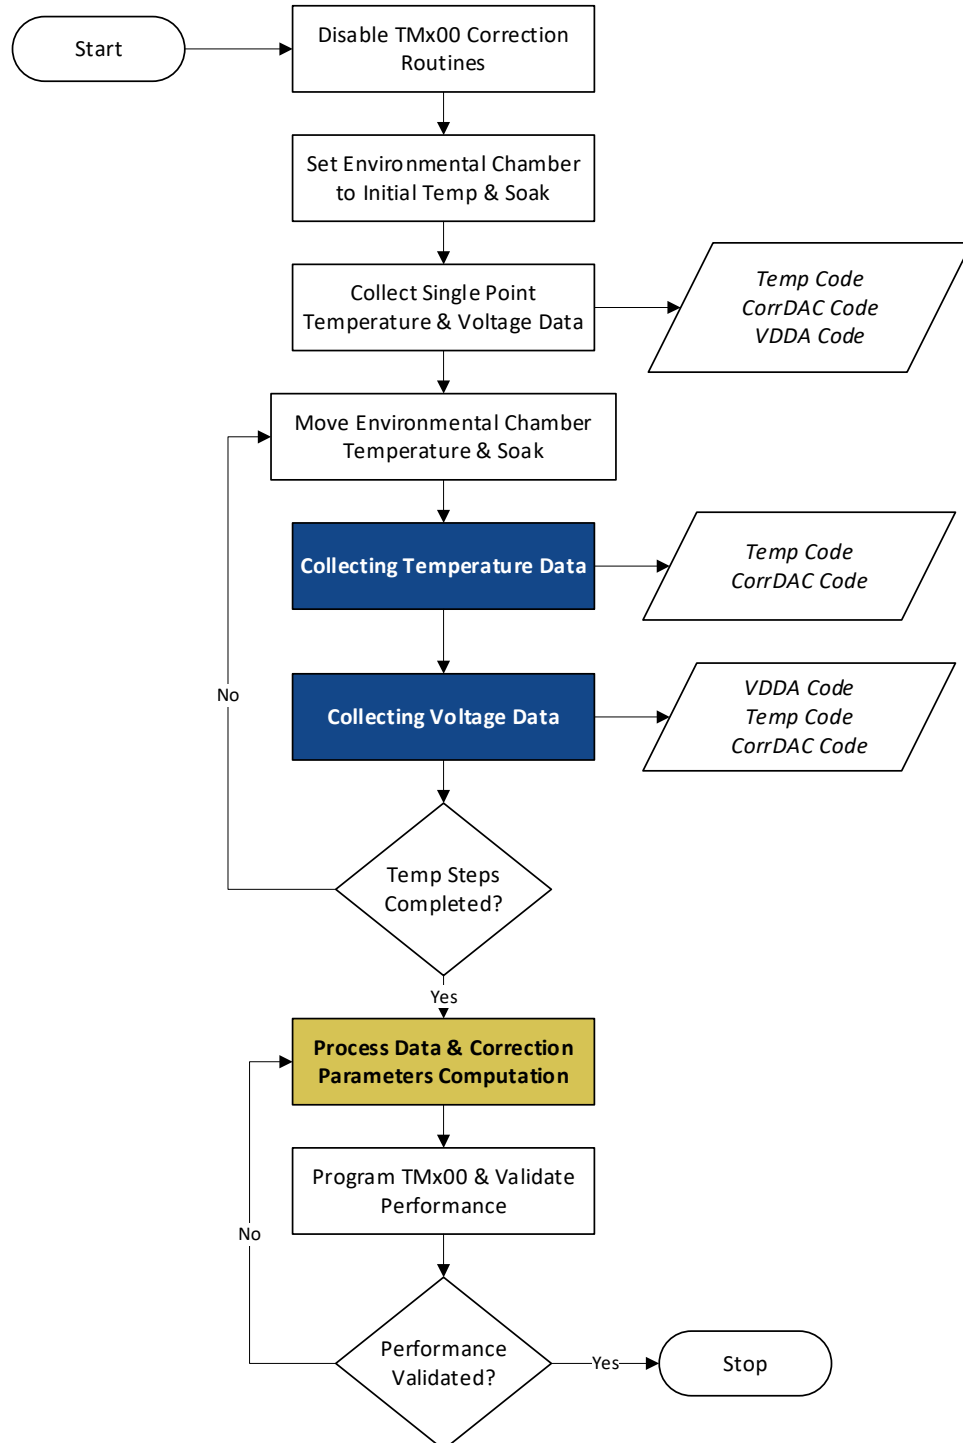 Start
Disable TMx00 Correction
Routines
Set Environmental Chamber
to Initial Temp & Soak
Collect Single Point
Temperature & Voltage Data
Temp Code
CorrDAC Code
VDDA Code
Move Environmental Chamber
Temperature & Soak
Collecting Temperature Data
Temp Code
CorrDAC Code
No
Collecting Voltage Data
VDDA Code
Temp Code
CorrDAC Code
Temp Steps
Completed?
Yes
Process Data & Correction
Parameters Computation
Program TMx00 & Validate
Performance
No
Performance
Validated?
Yes
Stop